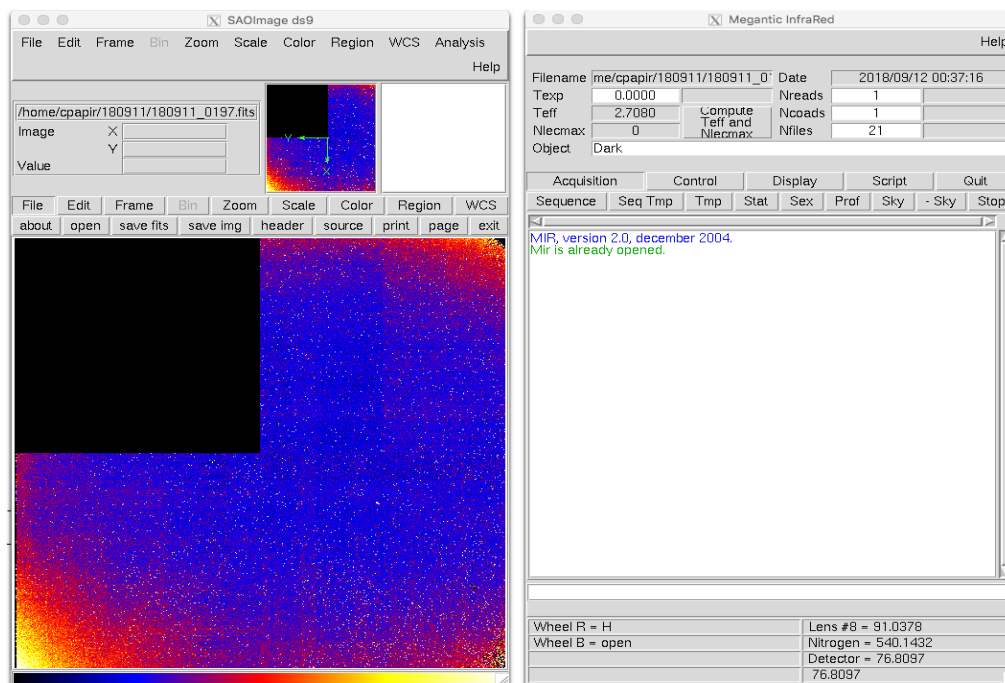 SAOImage ds9
File Edit Frame Bin Zoom Scale Color Region WCS Analysis
Help
/home/cpapir/180911/180911_0197.fits
Image X
Y
Value
Y
X
File Edit Frame Bin Zoom Scale Color Region WCS
about open save fits save img header source print page exit
Megantic InfraRed
Help
Filename me/cpapir/180911/180911_0 Date 2018/09/12 00:37:16
Texp 0.0000 Nreads 1
Teff 2.7080 Compute Teff and Nlecmax Ncoads 1
Nlecmax 0 Nfiles 21
Object Dark
Acquisition Control Display Script Quit
Sequence Seq Tmp Tmp Stat Sex Prof Sky - Sky Stop
MIR, version 2.0, december 2004.
Mir is already opened.
Wheel R = H Lens #8 = 91.0378
Wheel B = open Nitrogen = 540.1432
Detector = 76.8097
76.8097